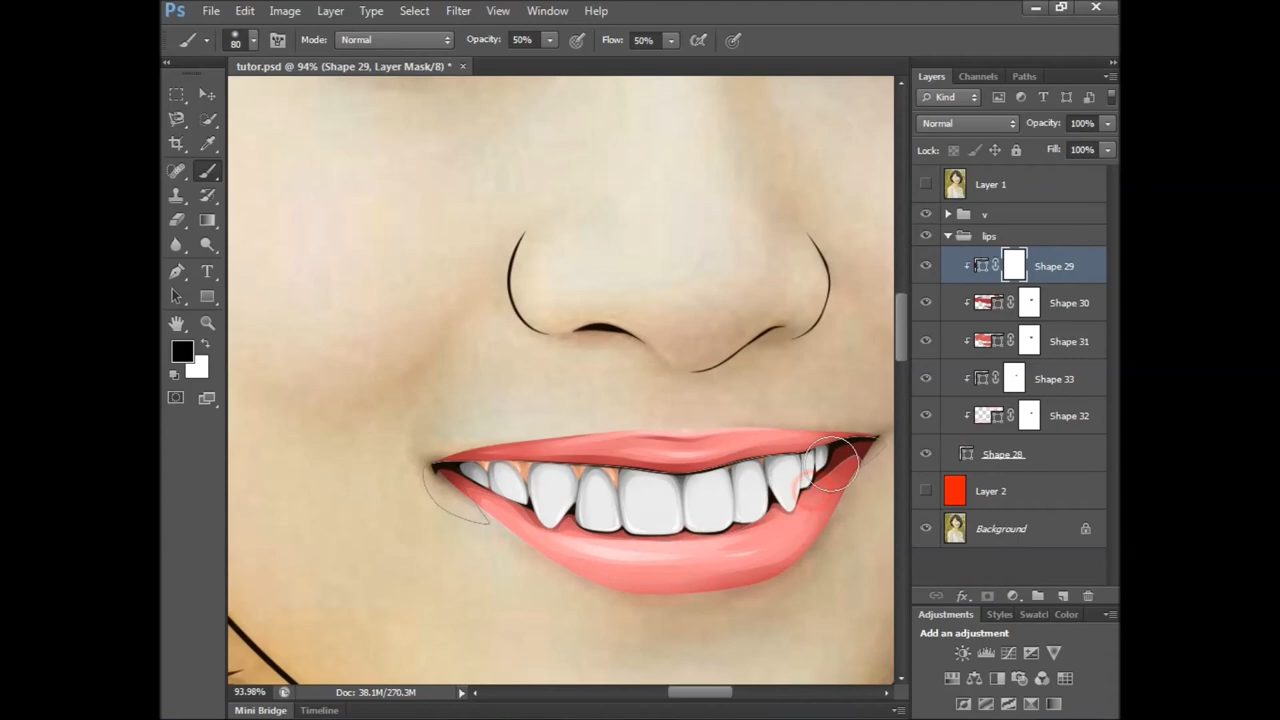 Ps File Edit Image Layer Type Select Filter View Window Help
80 Mode: Normal Opacity: 50% Flow: 50%
tutor.psd @ 94% (Shape 29, Layer Mask/8) * ×
Layers Channels Paths
Kind T
Normal Opacity: 100%
Lock: Fill: 100%
Layer 1
v
lips
Shape 29
Shape 30
Shape 31
Shape 33
Shape 32
Shape 28
Layer 2
Background
fx
Adjustments Styles Swatcl Color
Add an adjustment
T
93.98% Doc: 38.1M/270.3M
Mini Bridge Timeline